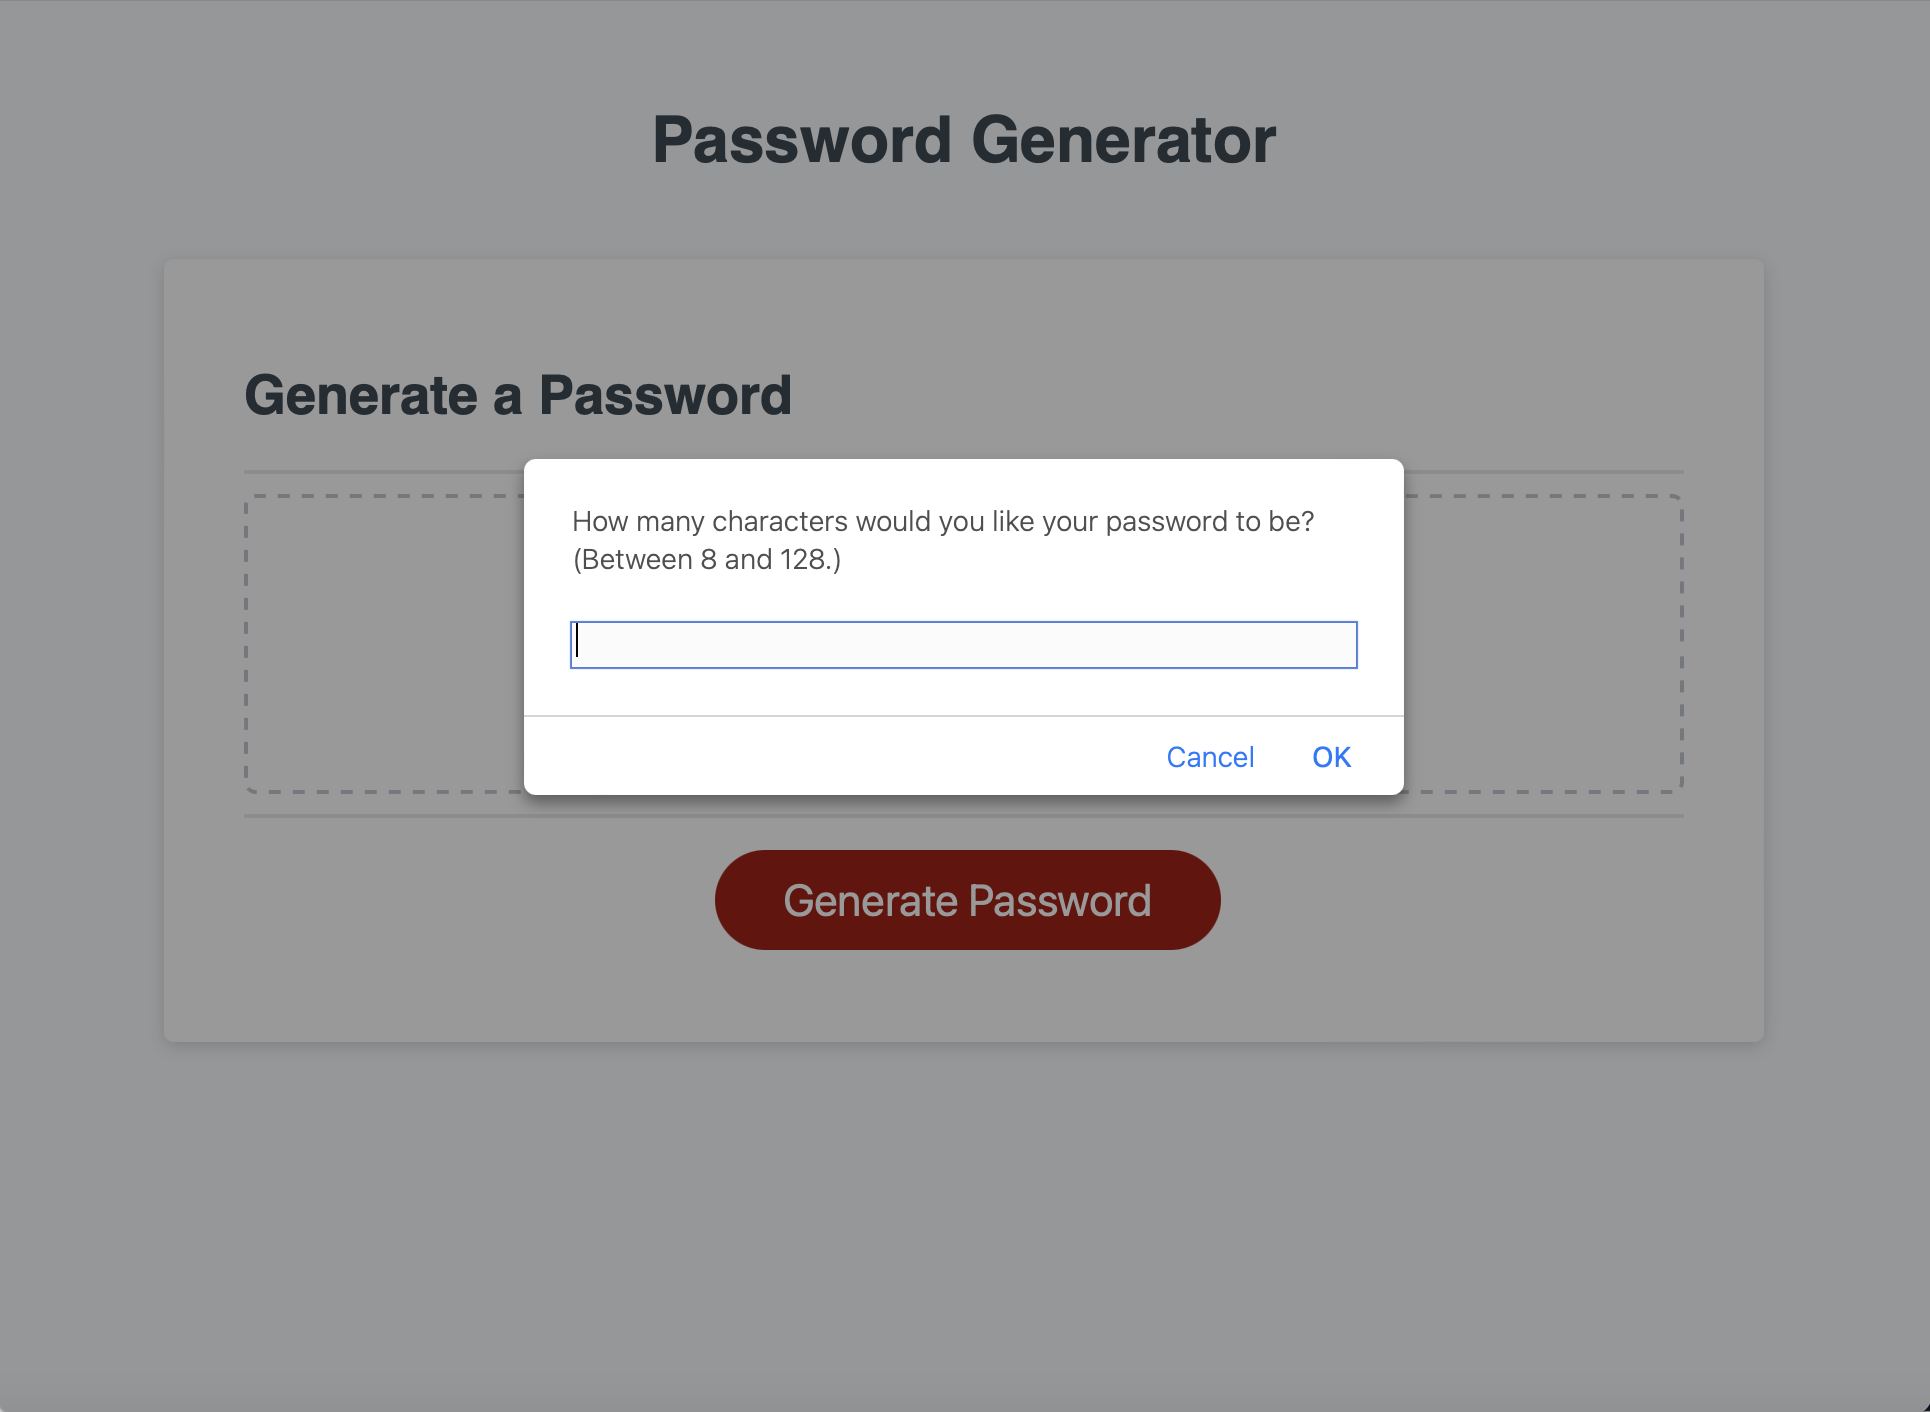 Password Generator
Generate a Password
How many characters would you like your password to be?
(Between 8 and 128.)
Cancel
OK
Generate Password